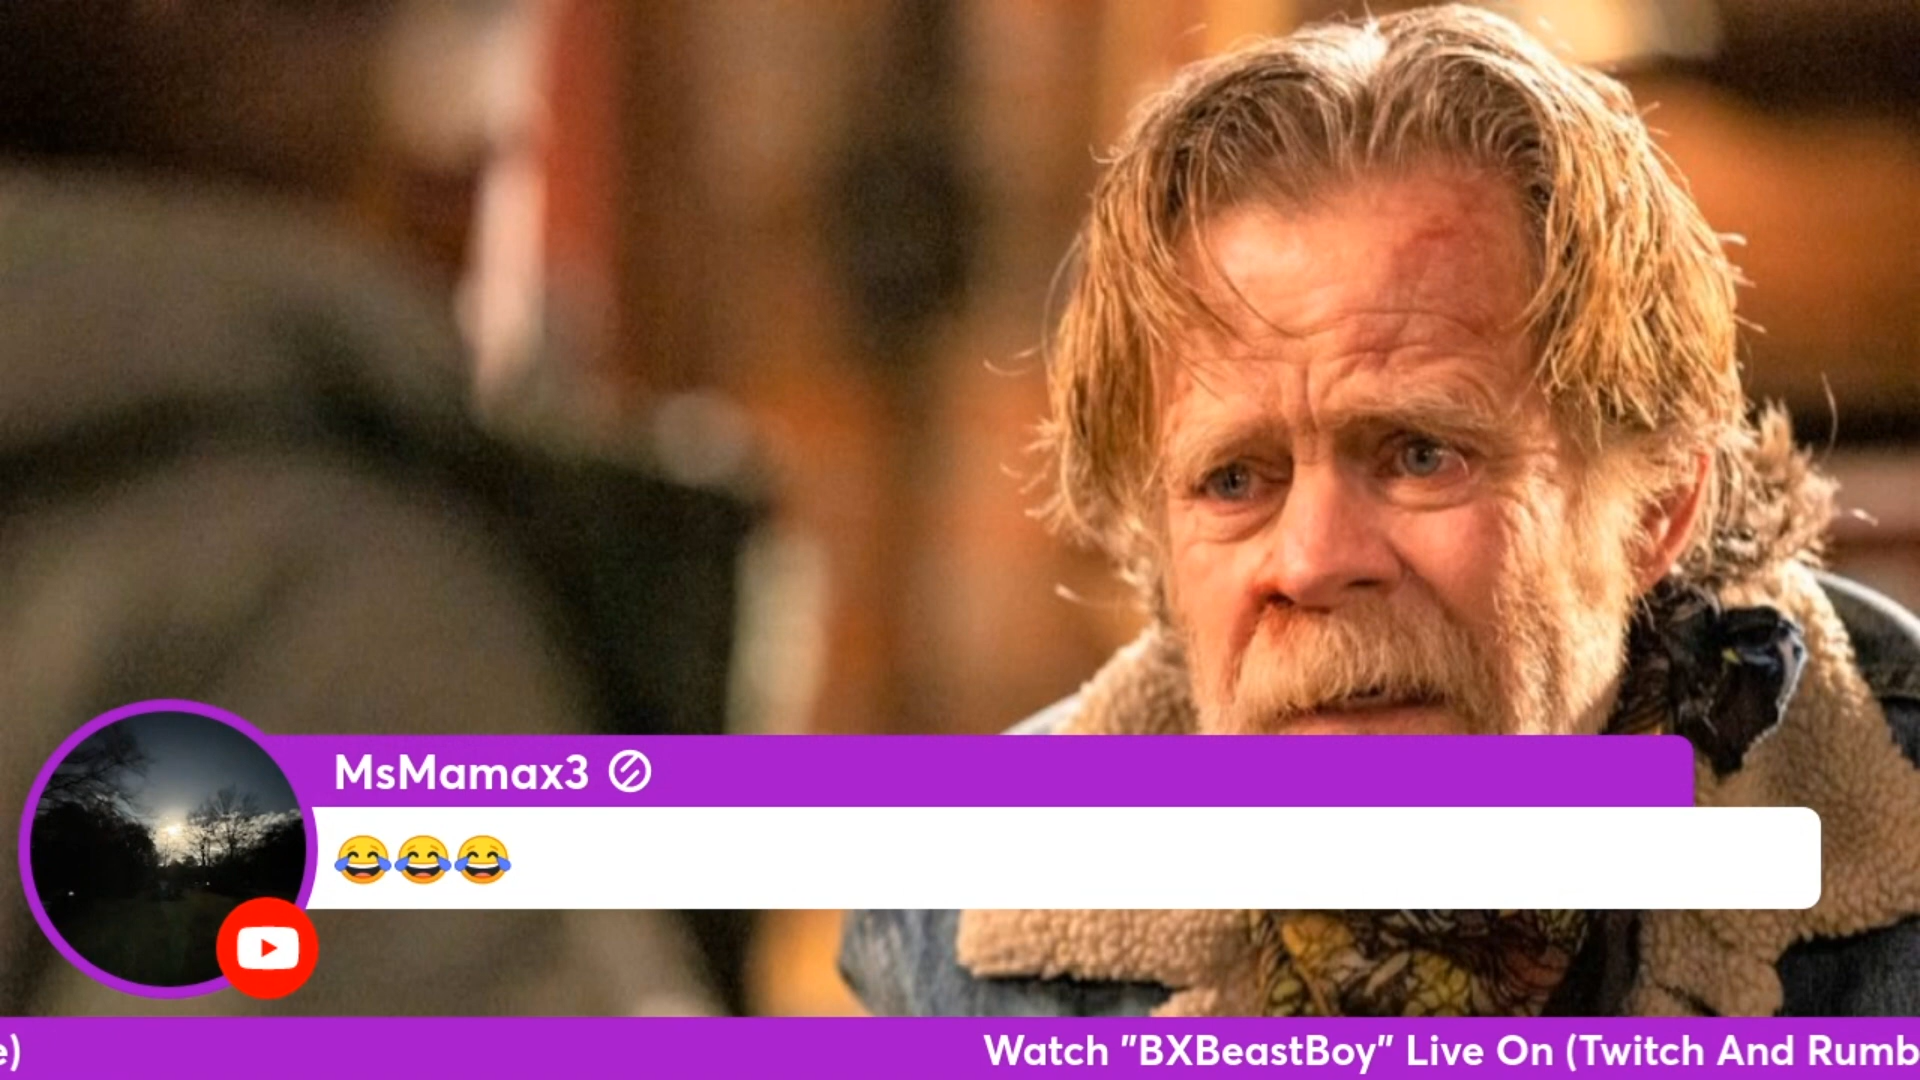 MsMamax3
😂😂😂
e)
Watch "BXBeastBoy" Live On (Twitch And Rumb